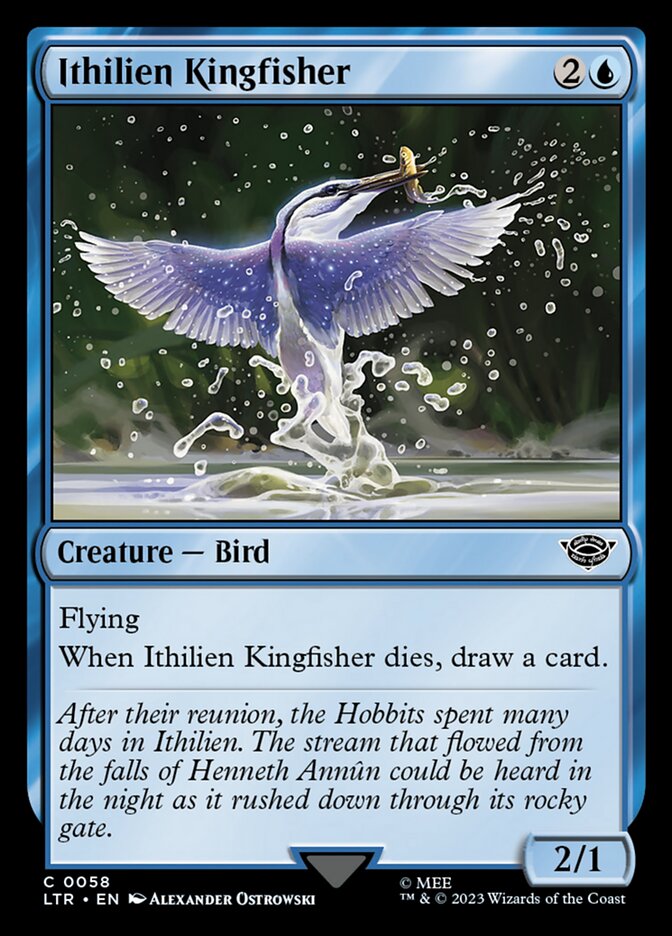 Ithilien Kingfisher
2
Creature — Bird
Flying
When Ithilien Kingfisher dies, draw a card.
After their reunion, the Hobbits spent many
days in Ithilien. The stream that flowed from
the falls of Henneth Annûn could be heard in
the night as it rushed down through its rocky
gate.
2/1
C 0058
LTR • EN Alexander Ostrowski
© MEE
™ & © 2023 Wizards of the Coast